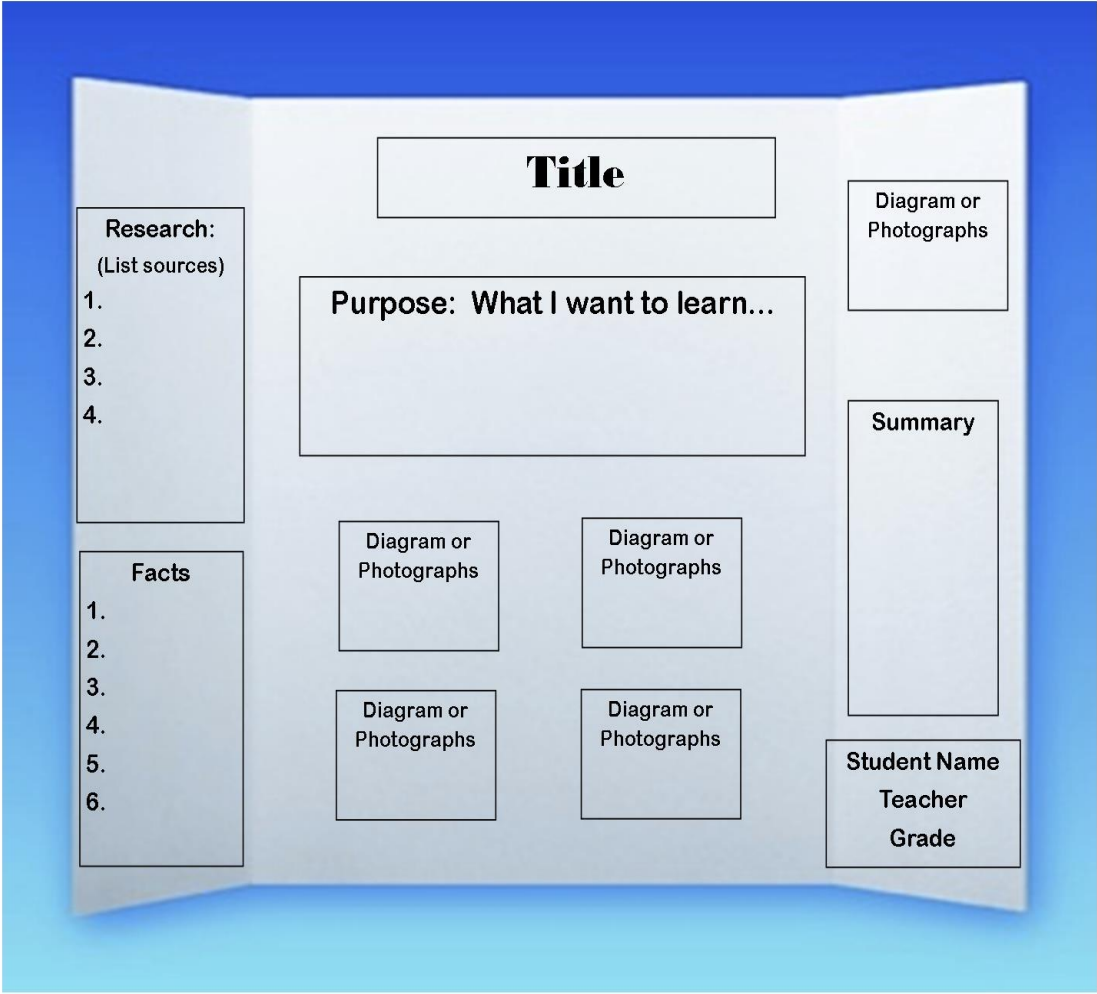 Title
Research:
(List sources)
1.
2.
3.
4.
Facts
1.
2.
3.
4.
5.
6.
Purpose:  What I want to learn...
Diagram or
Photographs
Diagram or
Photographs
Diagram or
Photographs
Diagram or
Photographs
Diagram or
Photographs
Summary
Student Name
Teacher
Grade